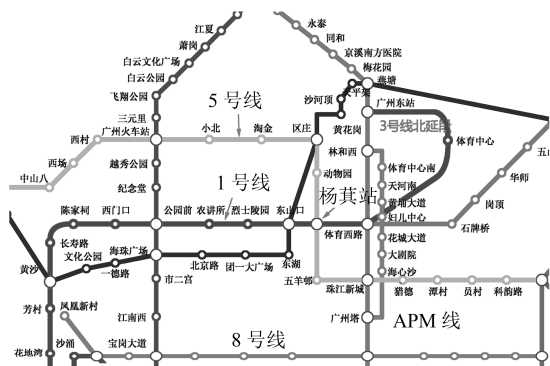 江夏
永泰
萧岗
同和
白云文化广场
京溪南方医院
白云公园
梅花园
燕塘
飞翔公园
5 号线
沙河顶
天平架
广州东站
三元里
广州火车站
小北
淘金
区庄
黄花岗
3号线北延段
西村
林和西
体育中心
五山
西场
越秀公园
动物园
体育中心南
华师
中山八
纪念堂
1 号线
杨萁站
天河南
黄埔大道
岗顶
陈家祠
西门口
公园前
农讲所
烈士陵园
东山口
体育西路
妇儿中心
石牌桥
长寿路
海珠广场
花城大道
文化公园
大剧院
黄沙
一德路
北京路
团一大广场
东湖
海心沙
市二宫
五羊邨
珠江新城
猎德
潭村
员村
科韵路
芳村
凤凰新村
江南西
广州塔
APM 线
花地湾
沙涌
宝岗大道
8 号线